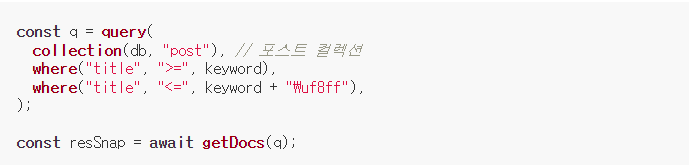 const q = query(
  collection(db, "post"), // 포스트 컬렉션
  where("title", ">=", keyword),
  where("title", "<=", keyword + "₩uf8ff"),
);

const resSnap = await getDocs(q);